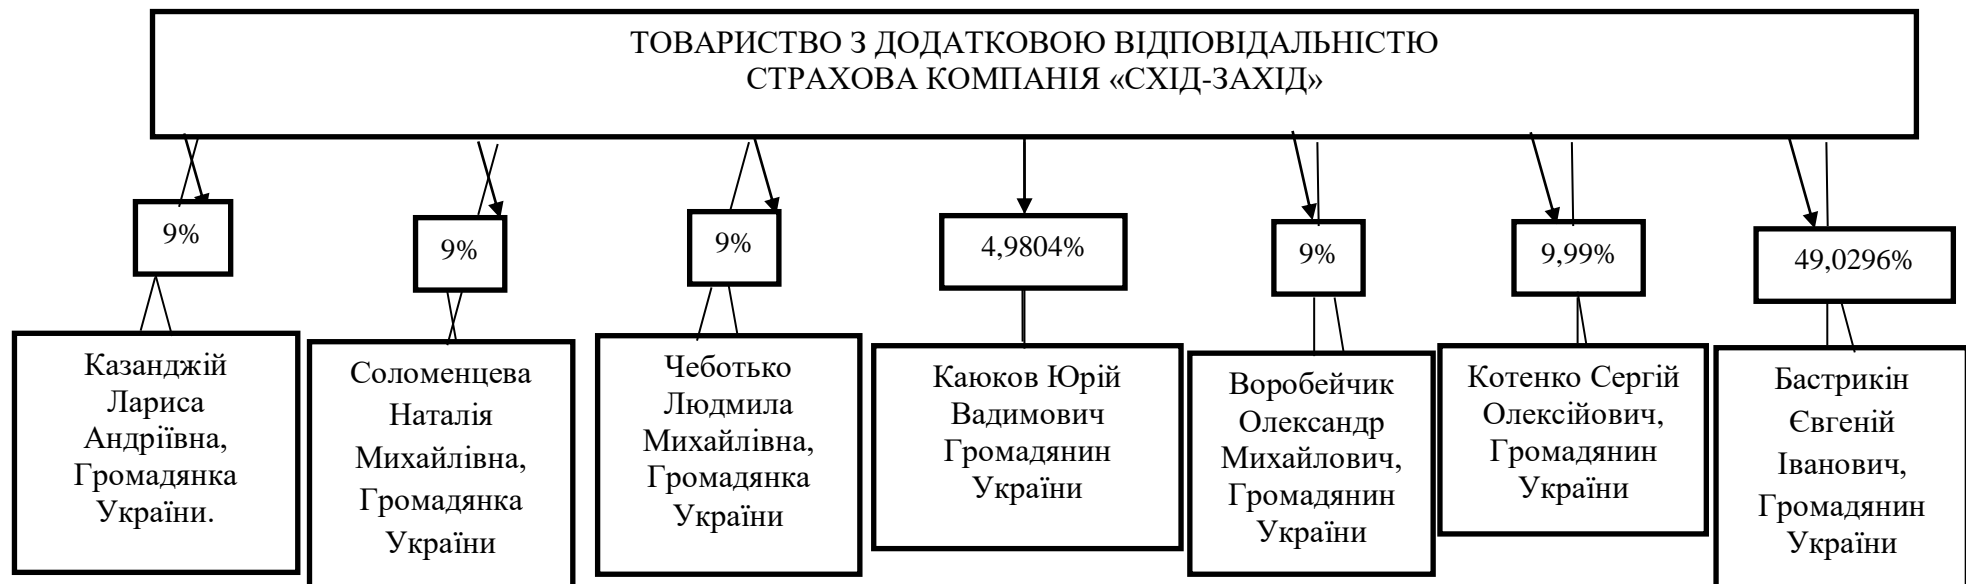 ТОВАРИСТВО З ДОДАТКОВОЮ ВІДПОВІДАЛЬНІСТЮ
СТРАХОВА КОМПАНІЯ «СХІД-ЗАХІД»
9%
9%
9%
4,9804%
9%
9,99%
49,0296%
Казанджій
Лариса
Андріївна,
Громадянка
України.
Соломенцева
Наталія
Михайлівна,
Громадянка
України
Чеботько
Людмила
Михайлівна,
Громадянка
України
Каюков Юрій
Вадимович
Громадянин
України
Воробейчик
Олександр
Михайлович,
Громадянин
України
Котенко Сергій
Олексійович,
Громадянин
України
Бастрикін
Євгеній
Іванович,
Громадянин
України